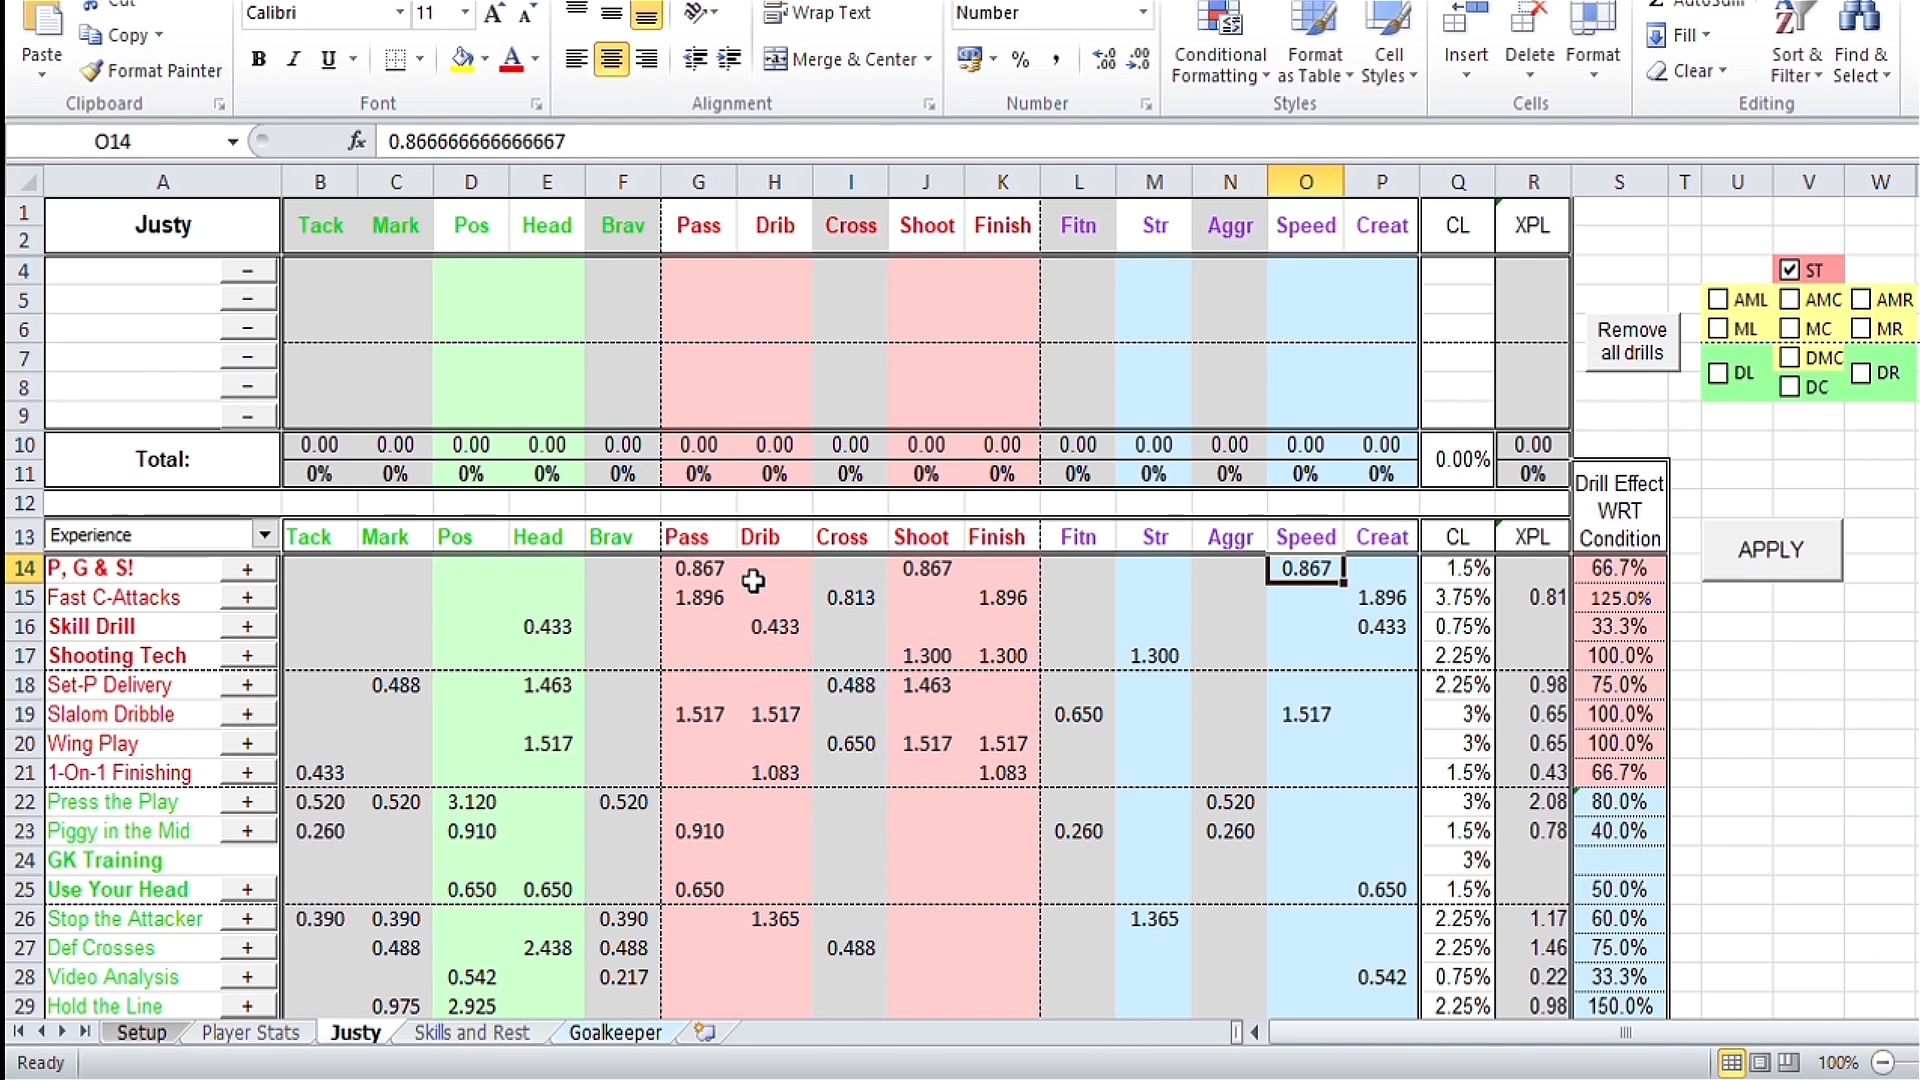 Cut AutoSum
Paste Copy Calibri 11 A A Wrap Text Number Fill
Format Painter B I U A Merge & Center % , .00 .00 Conditional Formatting Format as Table Cell Styles Insert Delete Format Clear Sort & Filter Find & Select
Clipboard Font Alignment Number Styles Cells Editing
O14 fx 0.866666666666667
A B C D E F G H I J K L M N O P Q R S T U V W
1 2 Justy Tack Mark Pos Head Brav Pass Drib Cross Shoot Finish Fitn Str Aggr Speed Creat CL XPL
4 – ST
5 – AML AMC AMR
6 – Remove all drills ML MC MR
7 – DMC
DL DR
8 – DC
9 –
10 Total: 0.00 0.00 0.00 0.00 0.00 0.00 0.00 0.00 0.00 0.00 0.00 0.00 0.00 0.00 0.00 0.00% 0.00
11 0% 0% 0% 0% 0% 0% 0% 0% 0% 0% 0% 0% 0% 0% 0% 0%
12 Drill Effect WRT Condition
13 Experience Tack Mark Pos Head Brav Pass Drib Cross Shoot Finish Fitn Str Aggr Speed Creat CL XPL APPLY
14 P, G & S! + 0.867 0.867 0.867 1.5% 66.7%
15 Fast C-Attacks + 1.896 0.813 1.896 1.896 3.75% 0.81 125.0%
16 Skill Drill + 0.433 0.433 0.433 0.75% 33.3%
17 Shooting Tech + 1.300 1.300 1.300 2.25% 100.0%
18 Set-P Delivery + 0.488 1.463 0.488 1.463 2.25% 0.98 75.0%
19 Slalom Dribble + 1.517 1.517 0.650 1.517 3% 0.65 100.0%
20 Wing Play + 1.517 0.650 1.517 1.517 3% 0.65 100.0%
21 1-On-1 Finishing + 0.433 1.083 1.083 1.5% 0.43 66.7%
22 Press the Play + 0.520 0.520 3.120 0.520 0.520 3% 2.08 80.0%
23 Piggy in the Mid + 0.260 0.910 0.910 0.260 0.260 1.5% 0.78 40.0%
24 GK Training 3%
25 Use Your Head + 0.650 0.650 0.650 0.650 1.5% 50.0%
26 Stop the Attacker + 0.390 0.390 0.390 1.365 1.365 2.25% 1.17 60.0%
27 Def Crosses + 0.488 2.438 0.488 0.488 2.25% 1.46 75.0%
28 Video Analysis + 0.542 0.217 0.542 0.75% 0.22 33.3%
29 Hold the Line + 0.975 2.925 2.25% 0.98 150.0%
Setup Player Stats Justy Skills and Rest Goalkeeper
Ready 100%